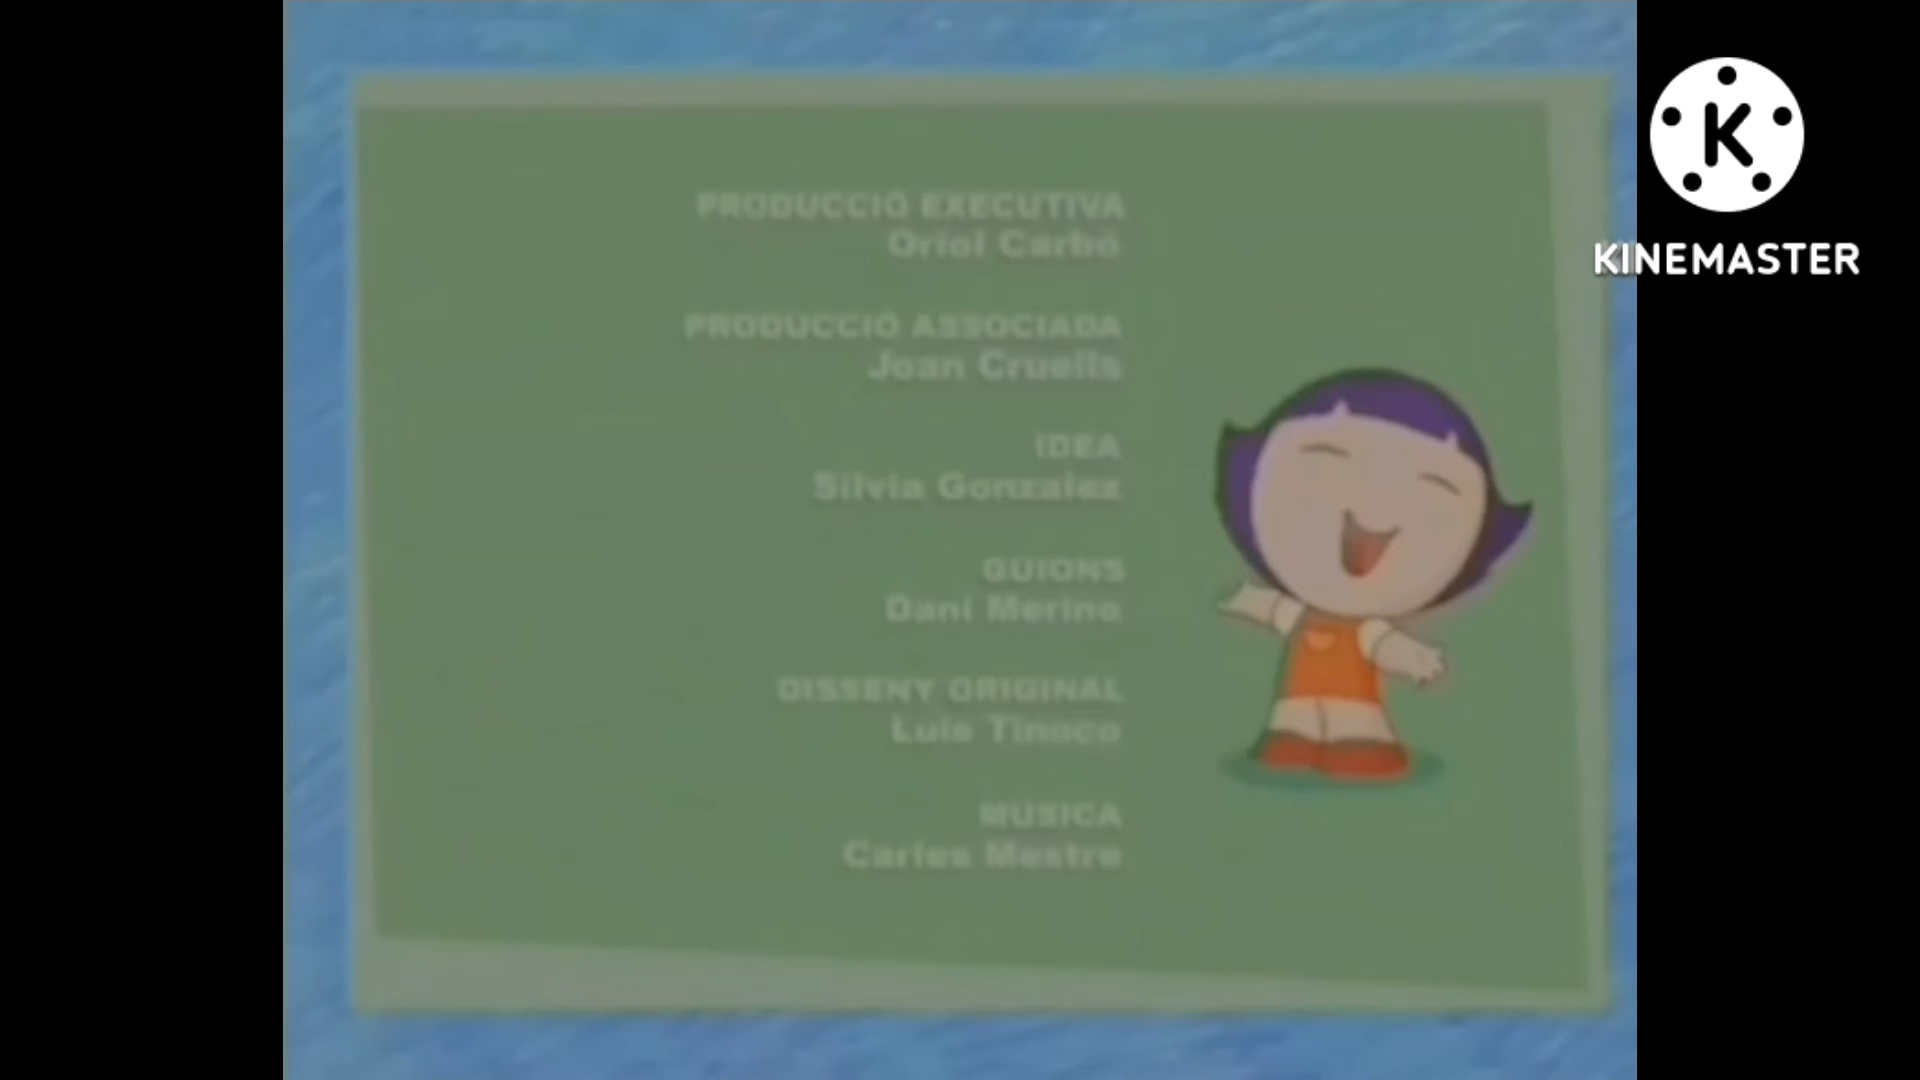 PRODUCCIÓ EXECUTIVA
Oriol Carbó
PRODUCCIÓ ASSOCIADA
Joan Cruells
IDEA
Silvia Gonzalez
GUIONS
Dani Merino
DISSENY ORIGINAL
Luis Tinoco
MÚSICA
Carles Mestre
K
KINEMASTER